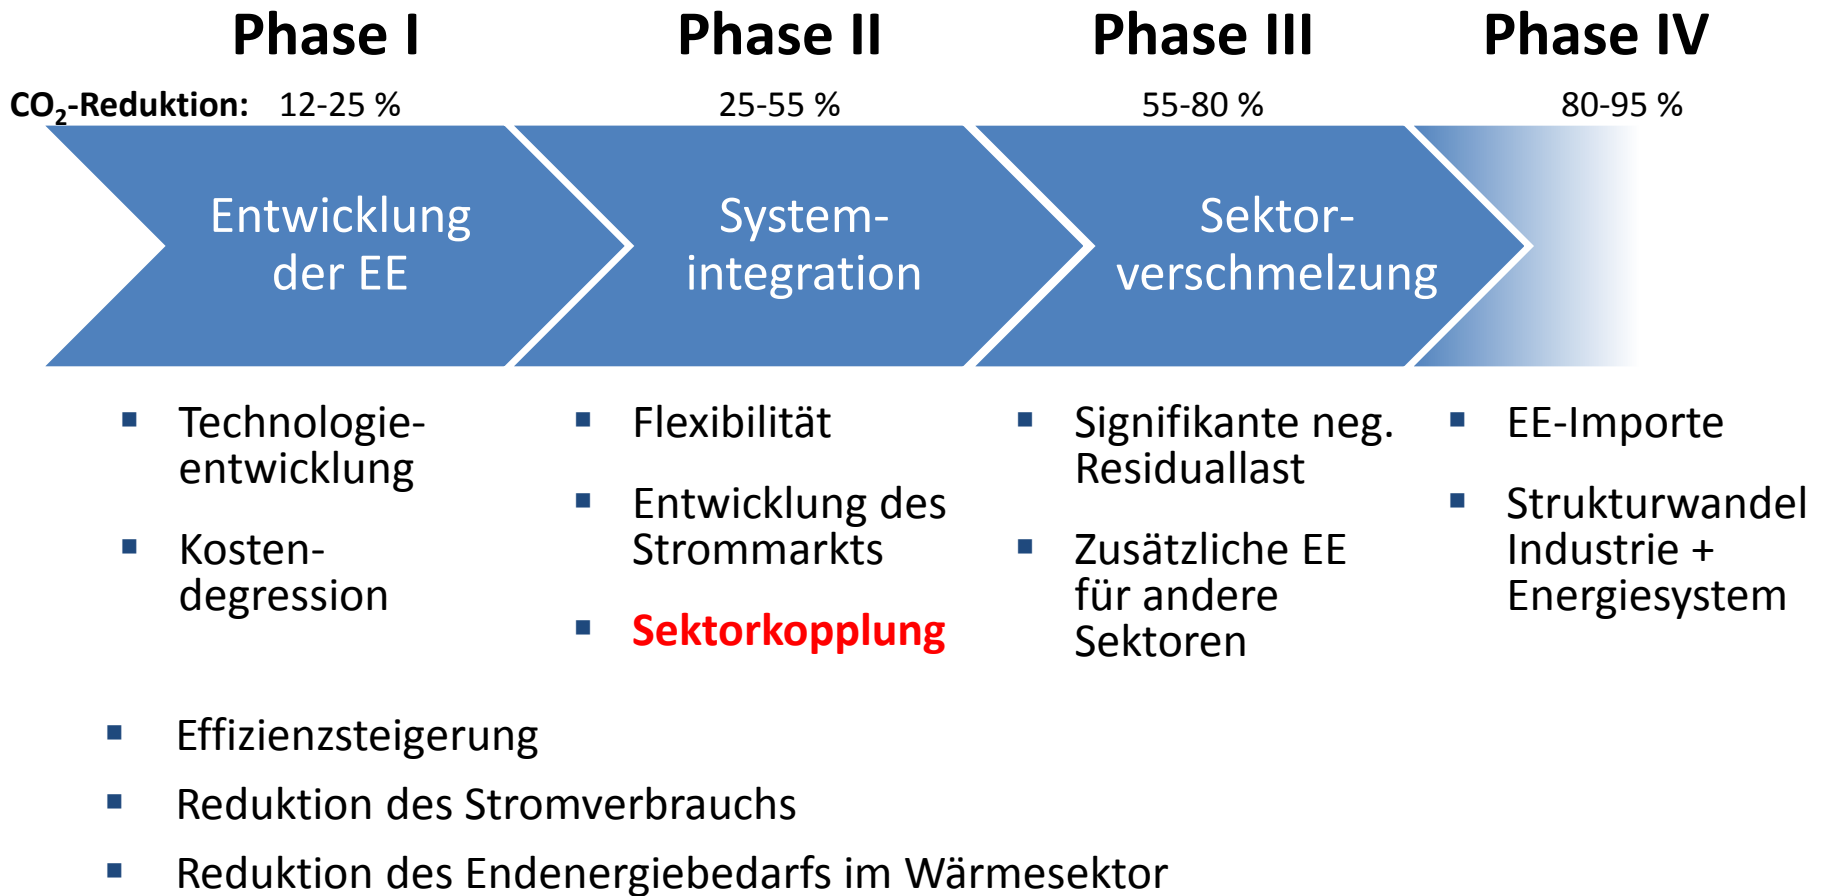 Phase I
Phase II
Phase III
Phase IV
CO₂-Reduktion: 12-25 %
25-55 %
55-80 %
80-95 %
Entwicklung
der EE
System-
integration
Sektor-
verschmelzung
Technologie-
entwicklung
Kosten-
degression
Flexibilität
Entwicklung des
Strommarkts
Sektorkopplung
Signifikante neg.
Residuallast
Zusätzliche EE
für andere
Sektoren
EE-Importe
Strukturwandel
Industrie +
Energiesystem
Effizienzsteigerung
Reduktion des Stromverbrauchs
Reduktion des Endenergiebedarfs im Wärmesektor